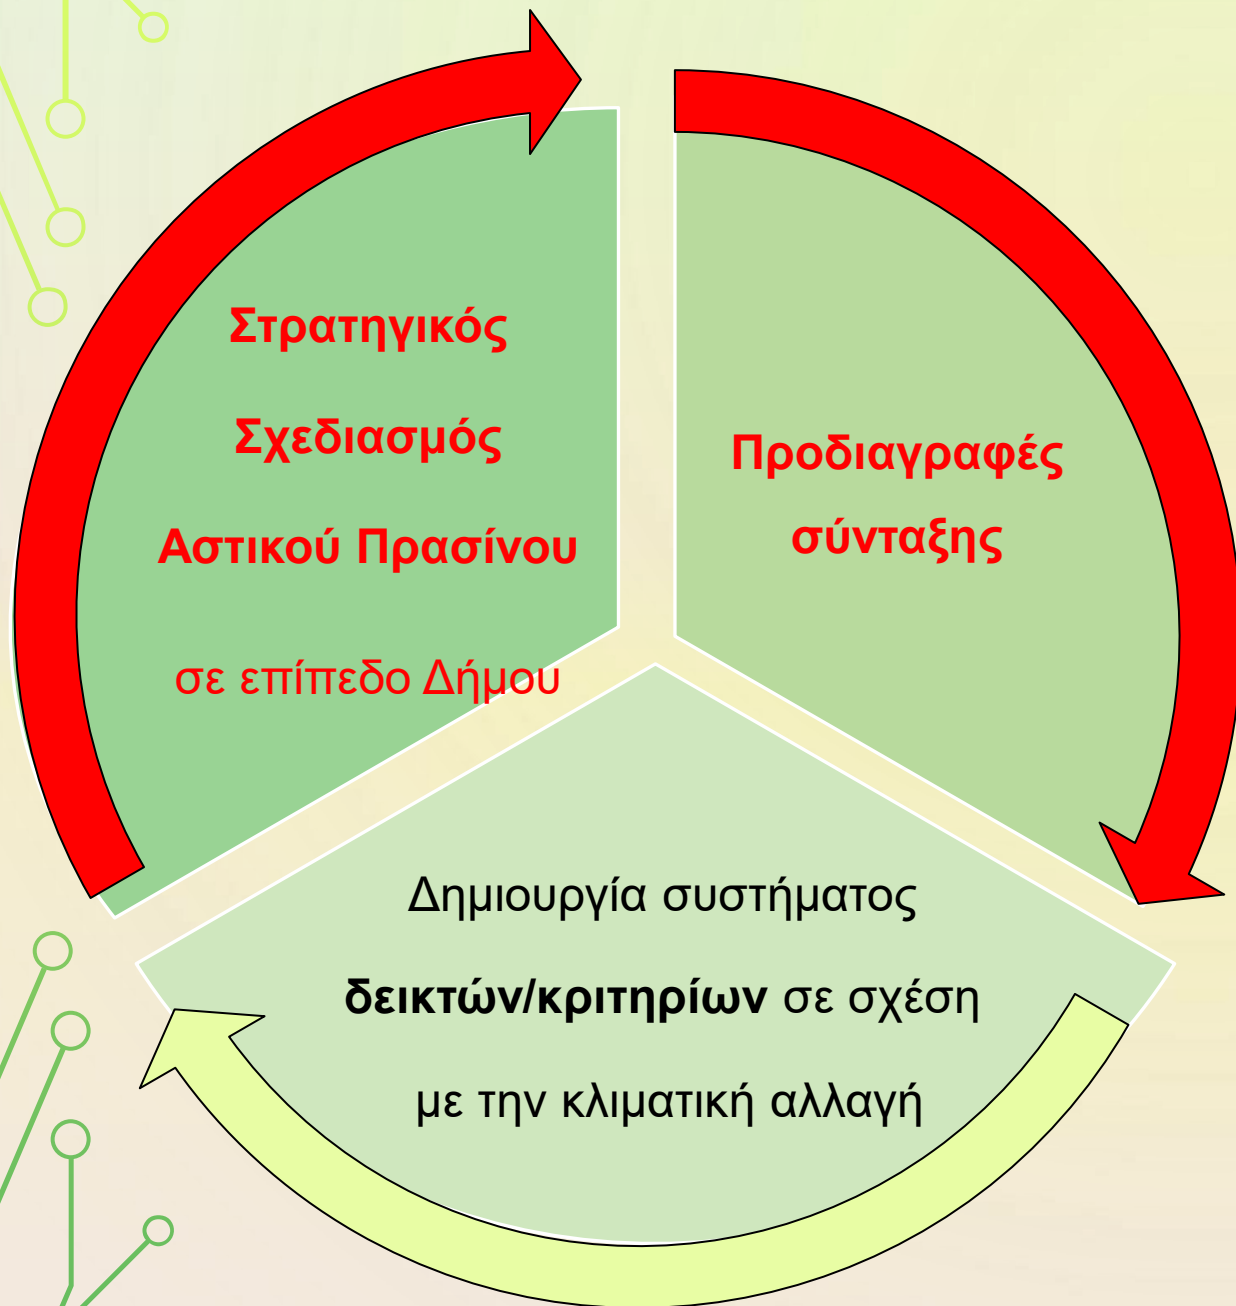 Στρατηγικός
Σχεδιασμός
Αστικού Πρασίνου
σε επίπεδο Δήμου
Προδιαγραφές
σύνταξης
Δημιουργία συστήματος
δεικτών/κριτηρίων σε σχέση
με την κλιματική αλλαγή